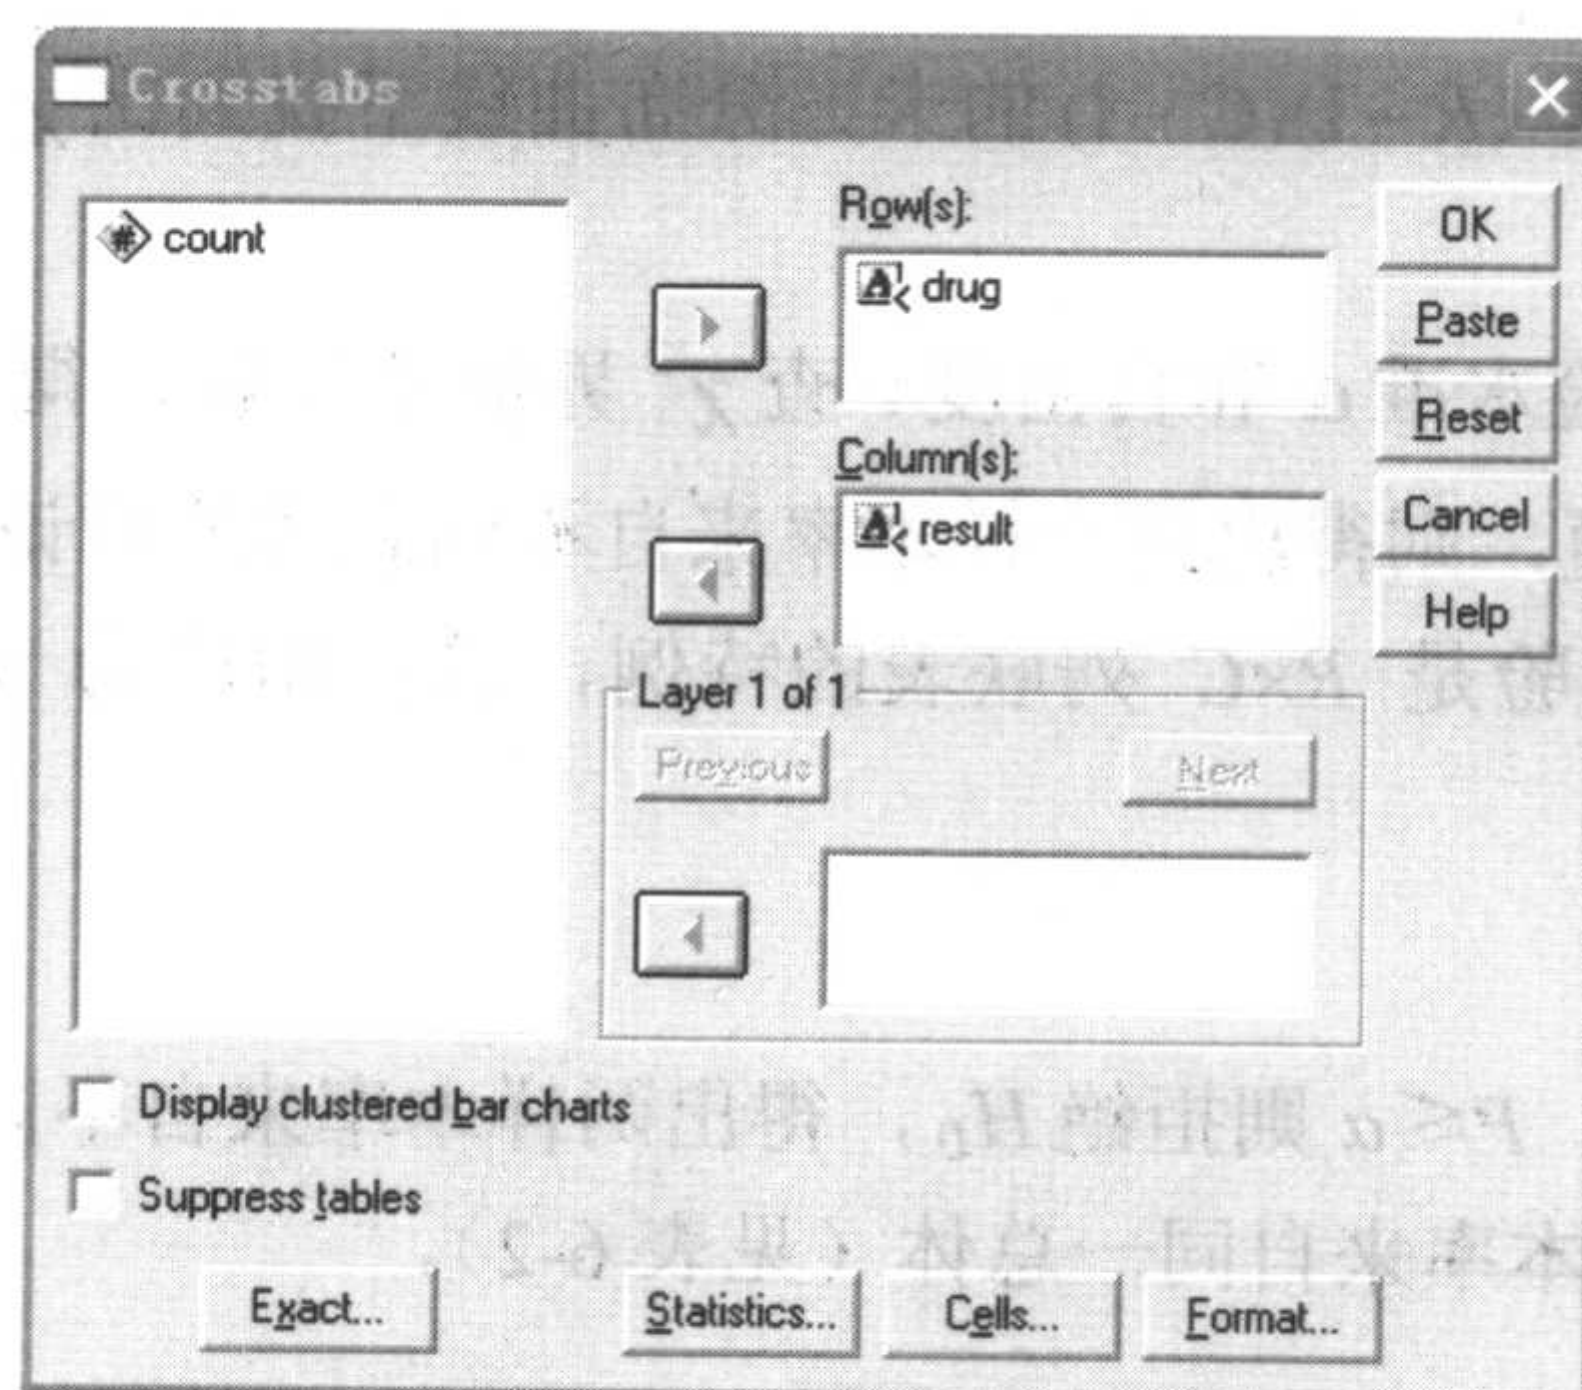 Crosstabs
count
Row(s):
drug
Column(s):
result
Layer 1 of 1
Previous
Next
Display clustered bar charts
Suppress tables
Exact...
Statistics...
Cells...
Format...
OK
Paste
Reset
Cancel
Help